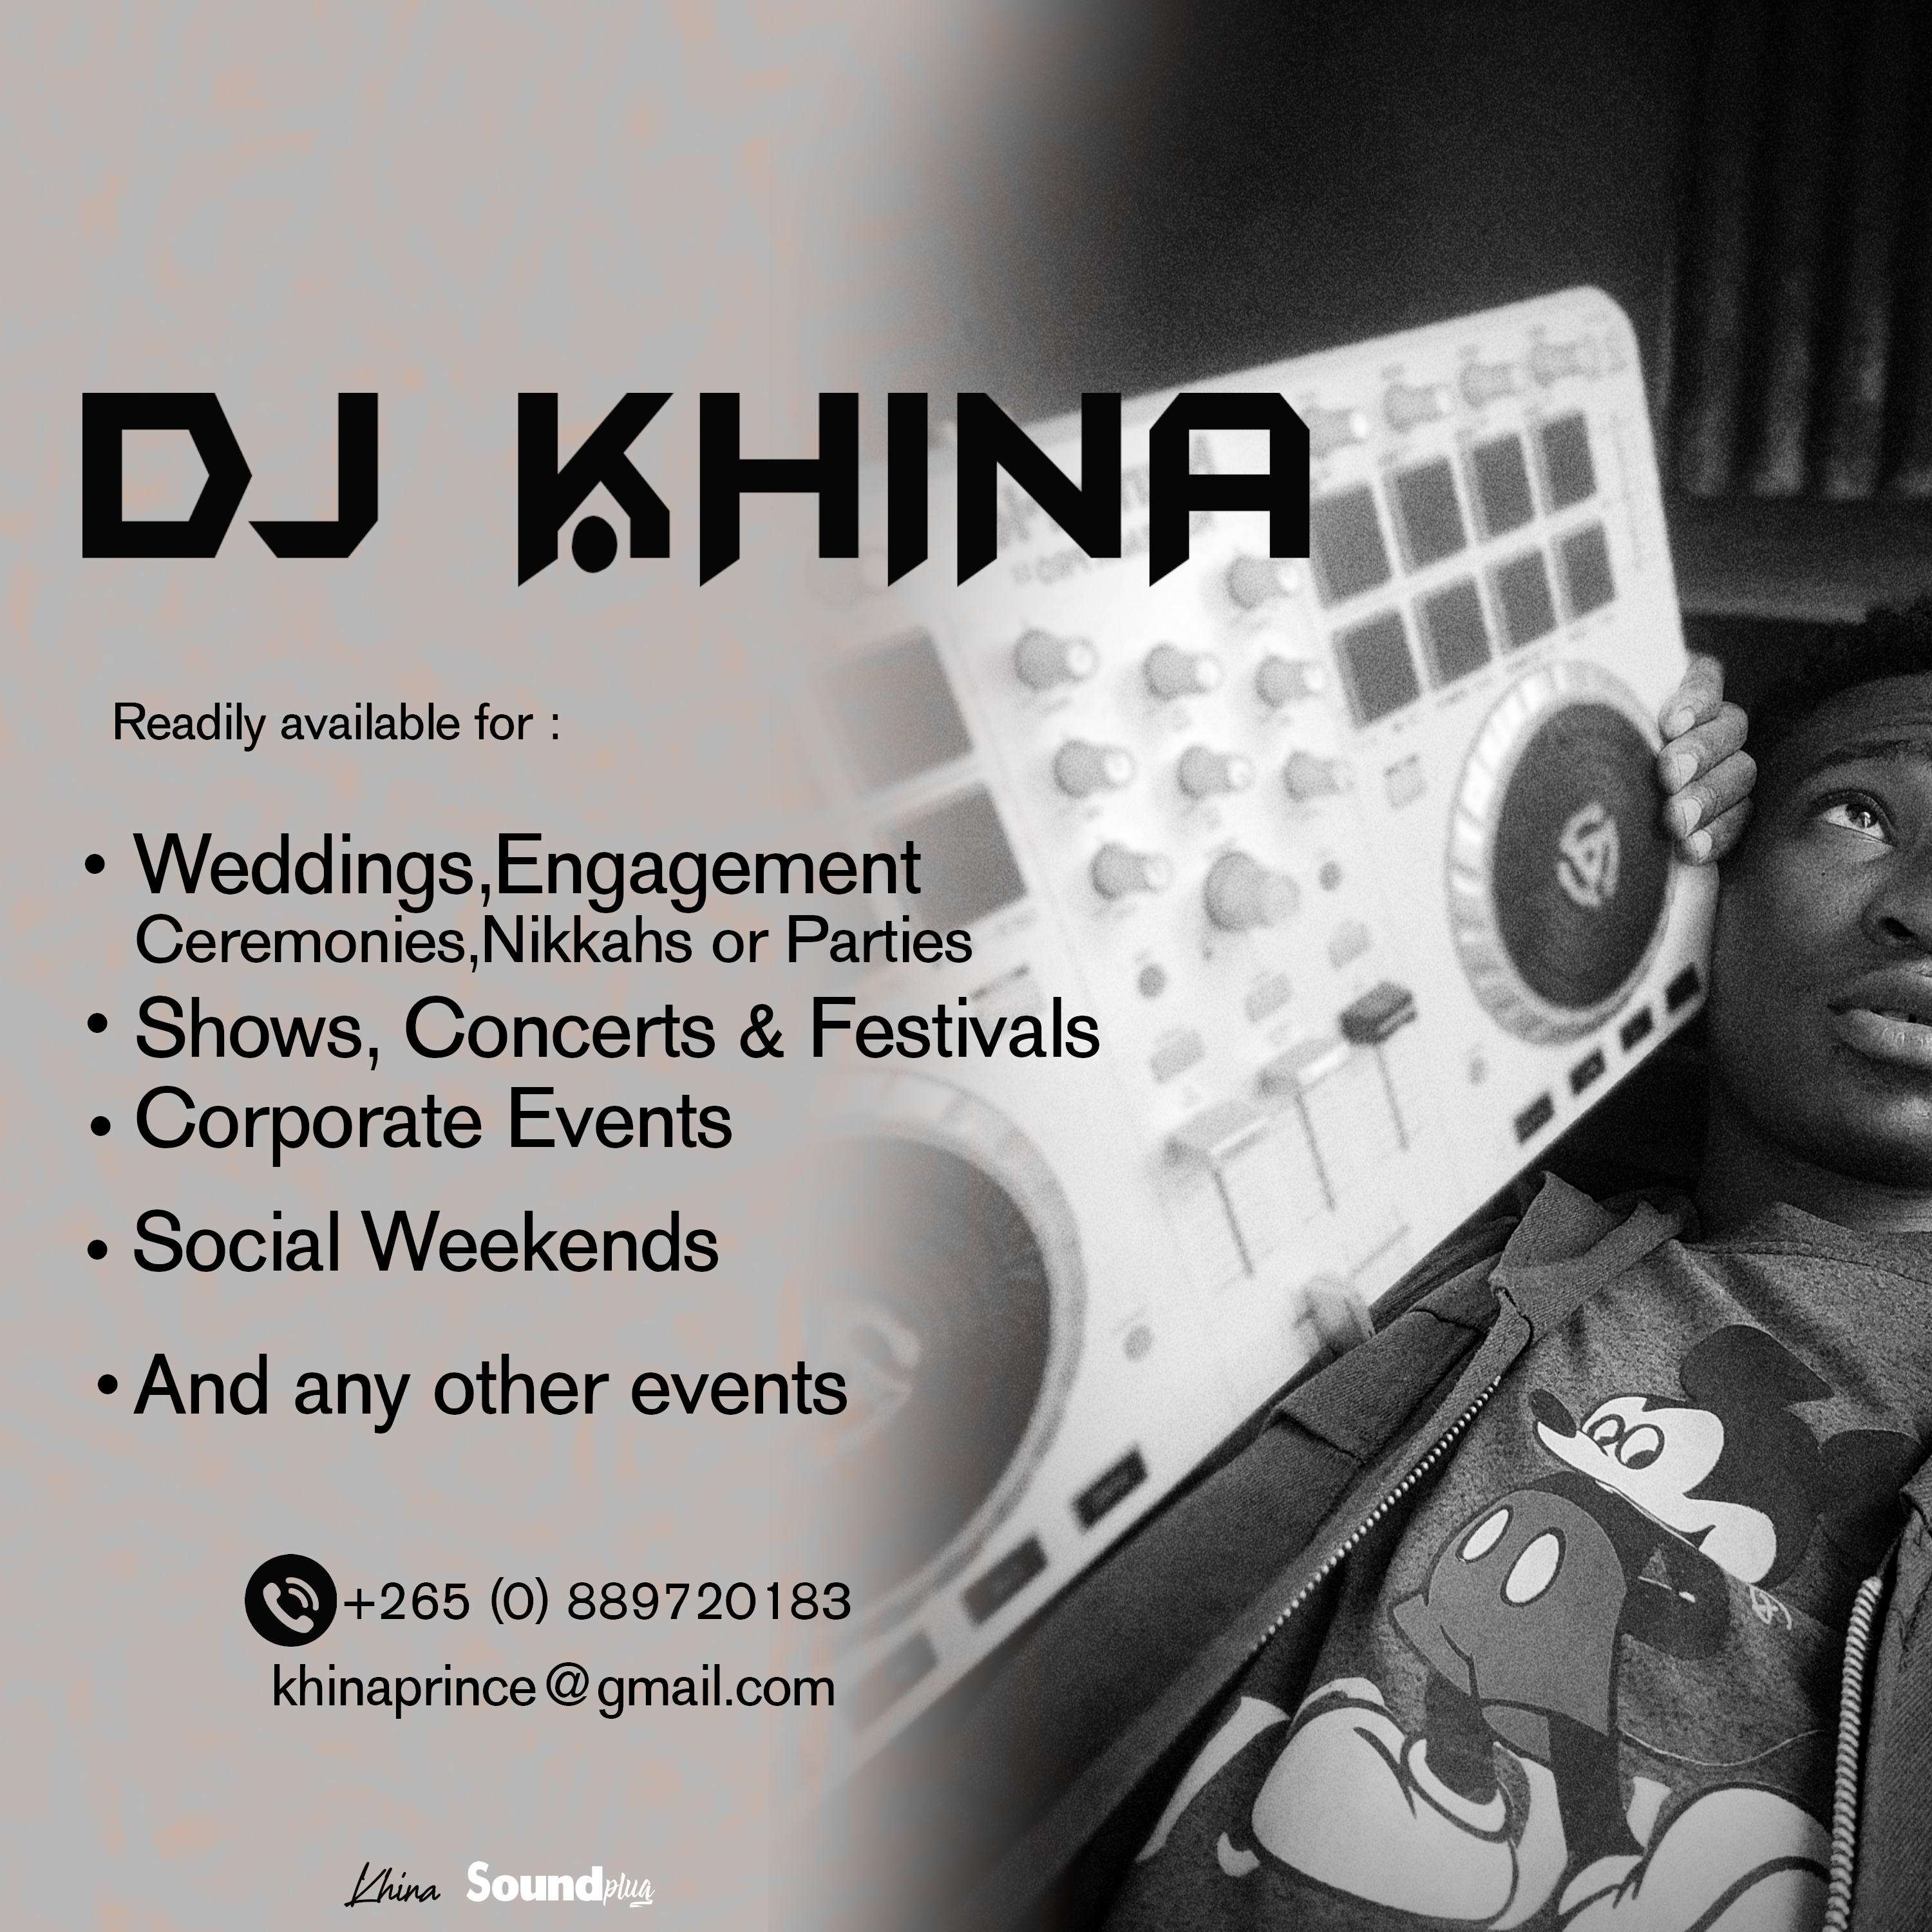 DJ KHINA
Readily available for :
• Weddings,Engagement
Ceremonies,Nikkahs or Parties
• Shows, Concerts & Festivals
• Corporate Events
• Social Weekends
• And any other events
+265 (0) 889720183
khinaprince@gmail.com
Khina Soundplug